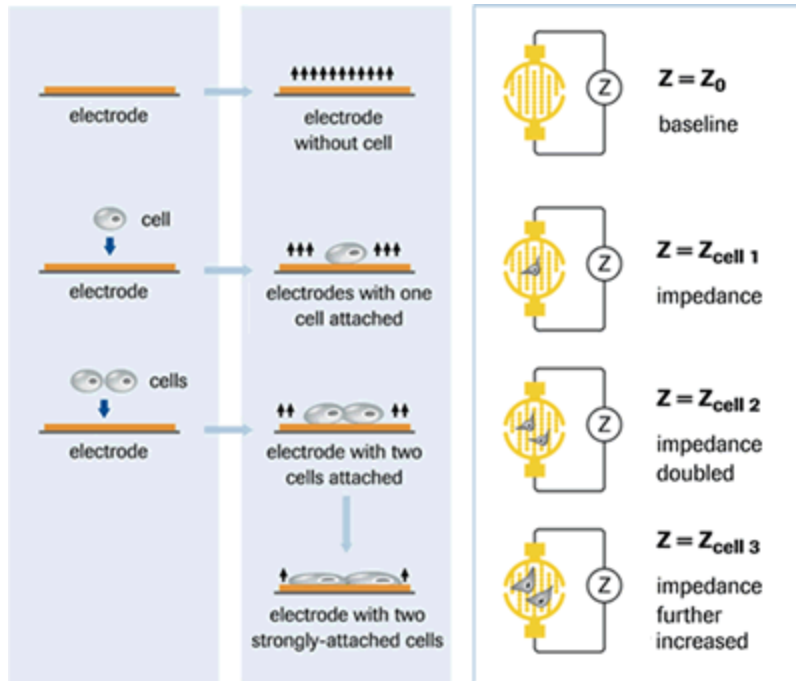 electrode
electrode
without cell
Z
Z = Z0
baseline
cell
electrode
electrodes with one
cell attached
Z
Z = Zcell 1
impedance
cells
electrode
electrode with two
cells attached
Z
Z = Zcell 2
impedance
doubled
electrode with two
strongly-attached cells
Z
Z = Zcell 3
impedance
further
increased